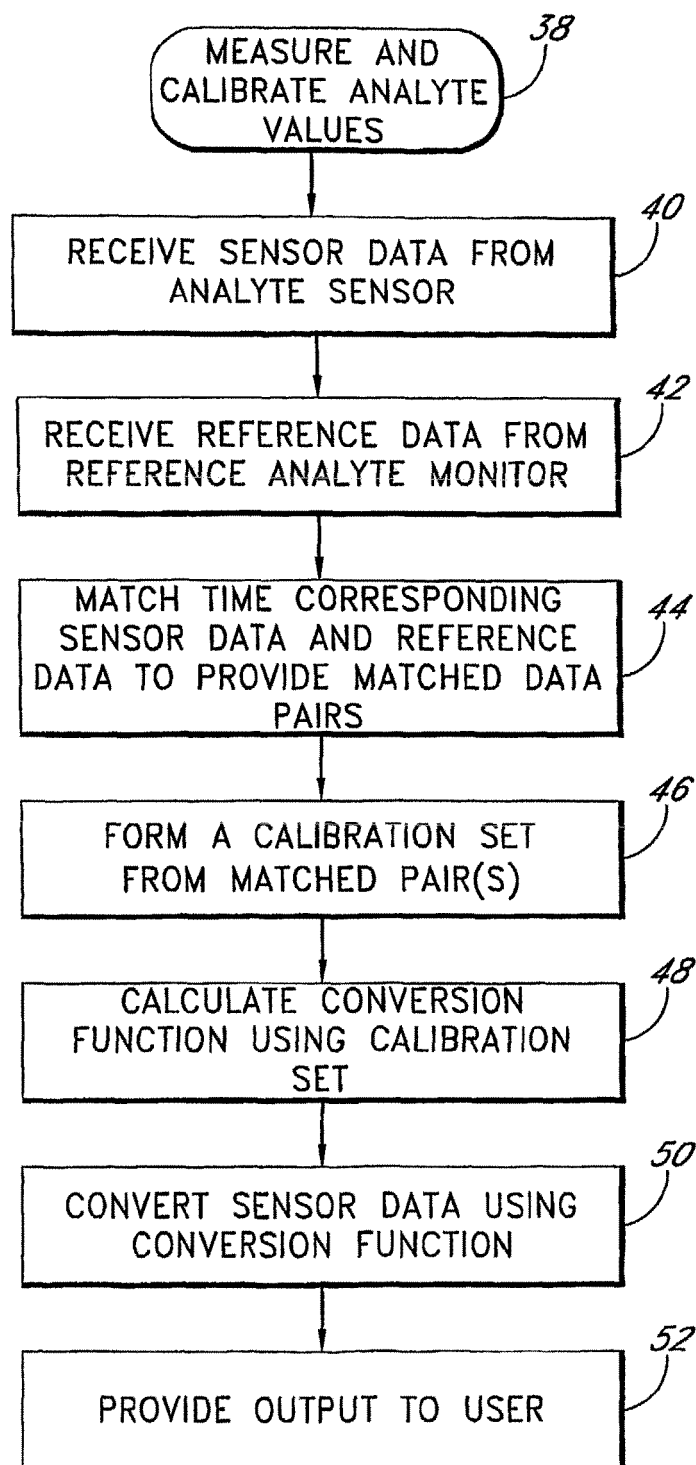 38
MEASURE AND
CALIBRATE ANALYTE
VALUES
40
RECEIVE SENSOR DATA FROM
ANALYTE SENSOR
42
RECEIVE REFERENCE DATA FROM
REFERENCE ANALYTE MONITOR
44
MATCH TIME CORRESPONDING
SENSOR DATA AND REFERENCE
DATA TO PROVIDE MATCHED DATA
PAIRS
46
FORM A CALIBRATION SET
FROM MATCHED PAIR(S)
48
CALCULATE CONVERSION
FUNCTION USING CALIBRATION
SET
50
CONVERT SENSOR DATA USING
CONVERSION FUNCTION
52
PROVIDE OUTPUT TO USER